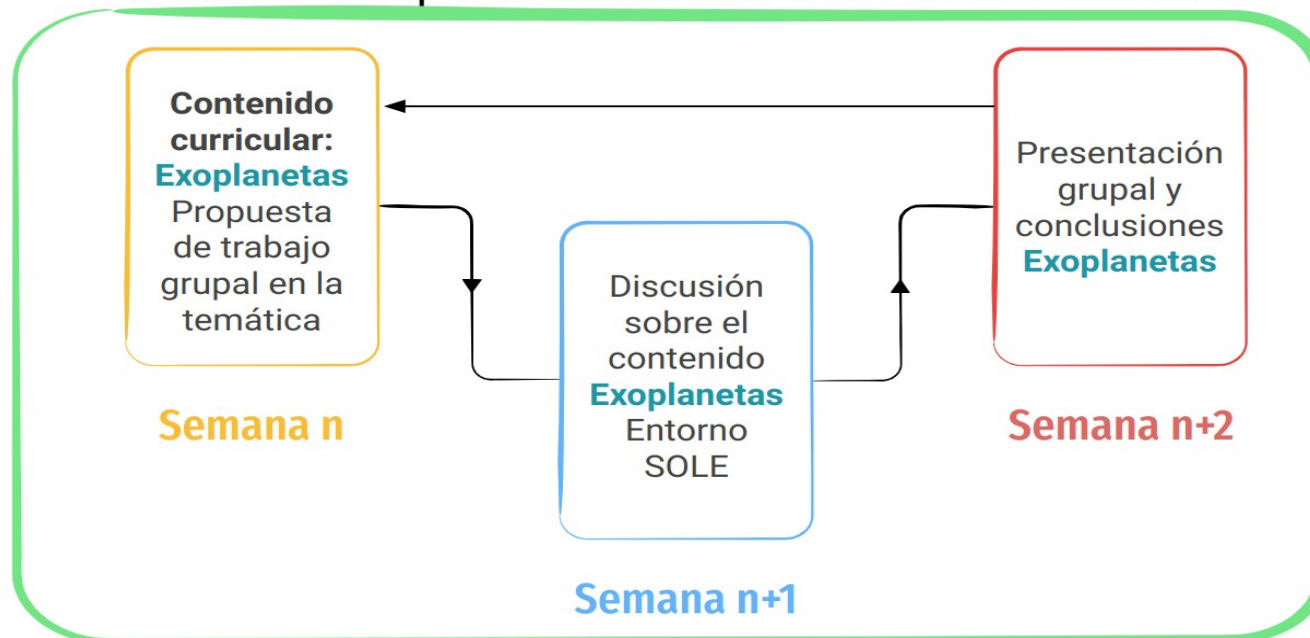 Contenido
curricular:
Exoplanetas
Propuesta
de trabajo
grupal en la
temática
Semana n
Discusión
sobre el
contenido
Exoplanetas
Entorno
SOLE
Semana n+1
Presentación
grupal y
conclusiones
Exoplanetas
Semana n+2